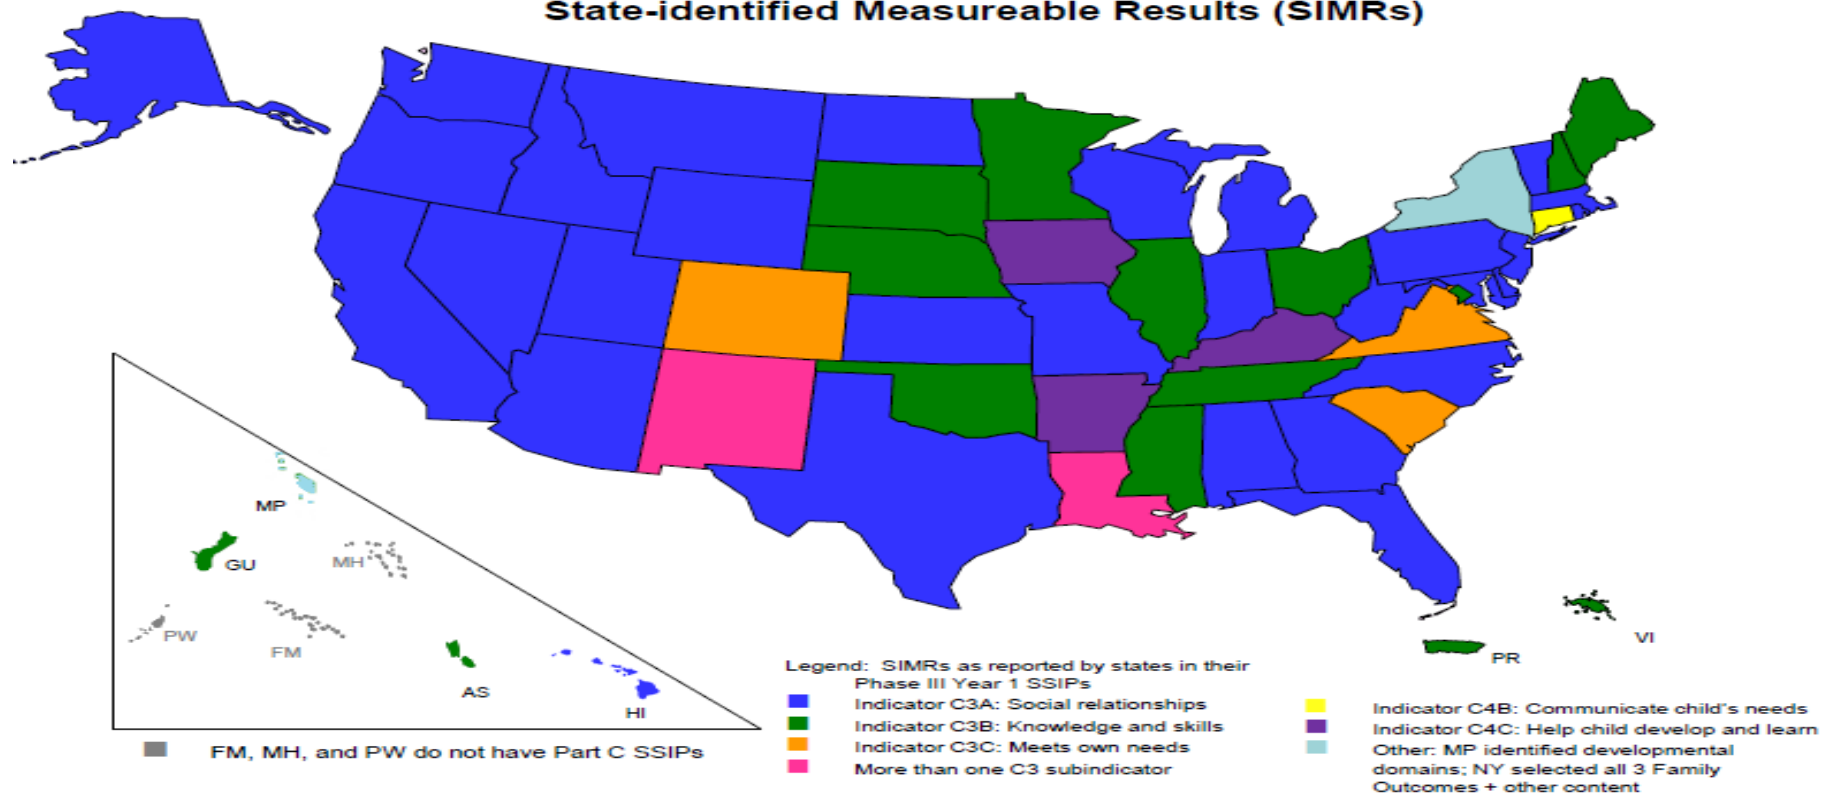 State-identified Measureable Results (SIMRs)
MP
GU
MH
PW
FM
AS
HI
VI
PR
FM, MH, and PW do not have Part C SSIPs
Legend:  SIMRs as reported by states in their
Phase III Year 1 SSIPs
Indicator C3A: Social relationships
Indicator C3B: Knowledge and skills
Indicator C3C: Meets own needs
More than one C3 subindicator
Indicator C4B: Communicate child's needs
Indicator C4C: Help child develop and learn
Other: MP identified developmental
domains; NY selected all 3 Family
Outcomes + other content